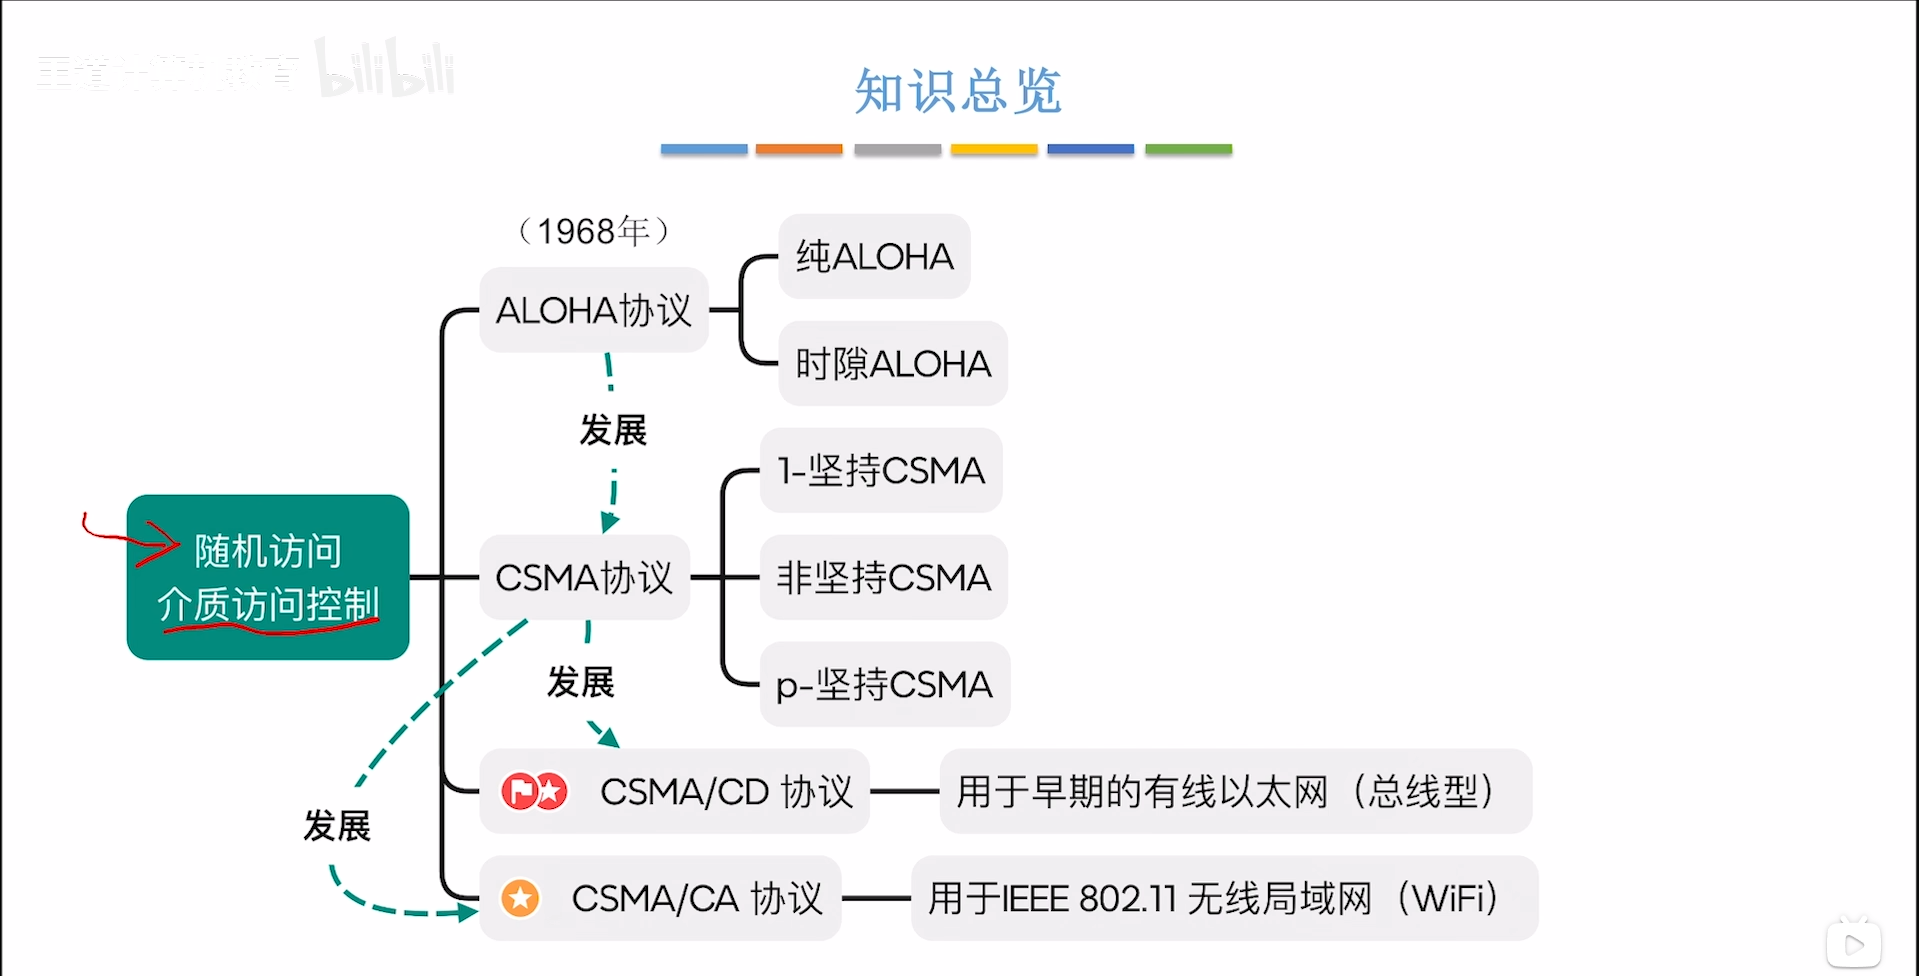 王道计算机教育 bilibili
知识总览
（1968年）
ALOHA协议
纯ALOHA
时隙ALOHA
发展
CSMA协议
1-坚持CSMA
非坚持CSMA
p-坚持CSMA
随机访问
介质访问控制
发展
CSMA/CD 协议
用于早期的有线以太网（总线型）
发展
CSMA/CA 协议
用于IEEE 802.11 无线局域网（WiFi）